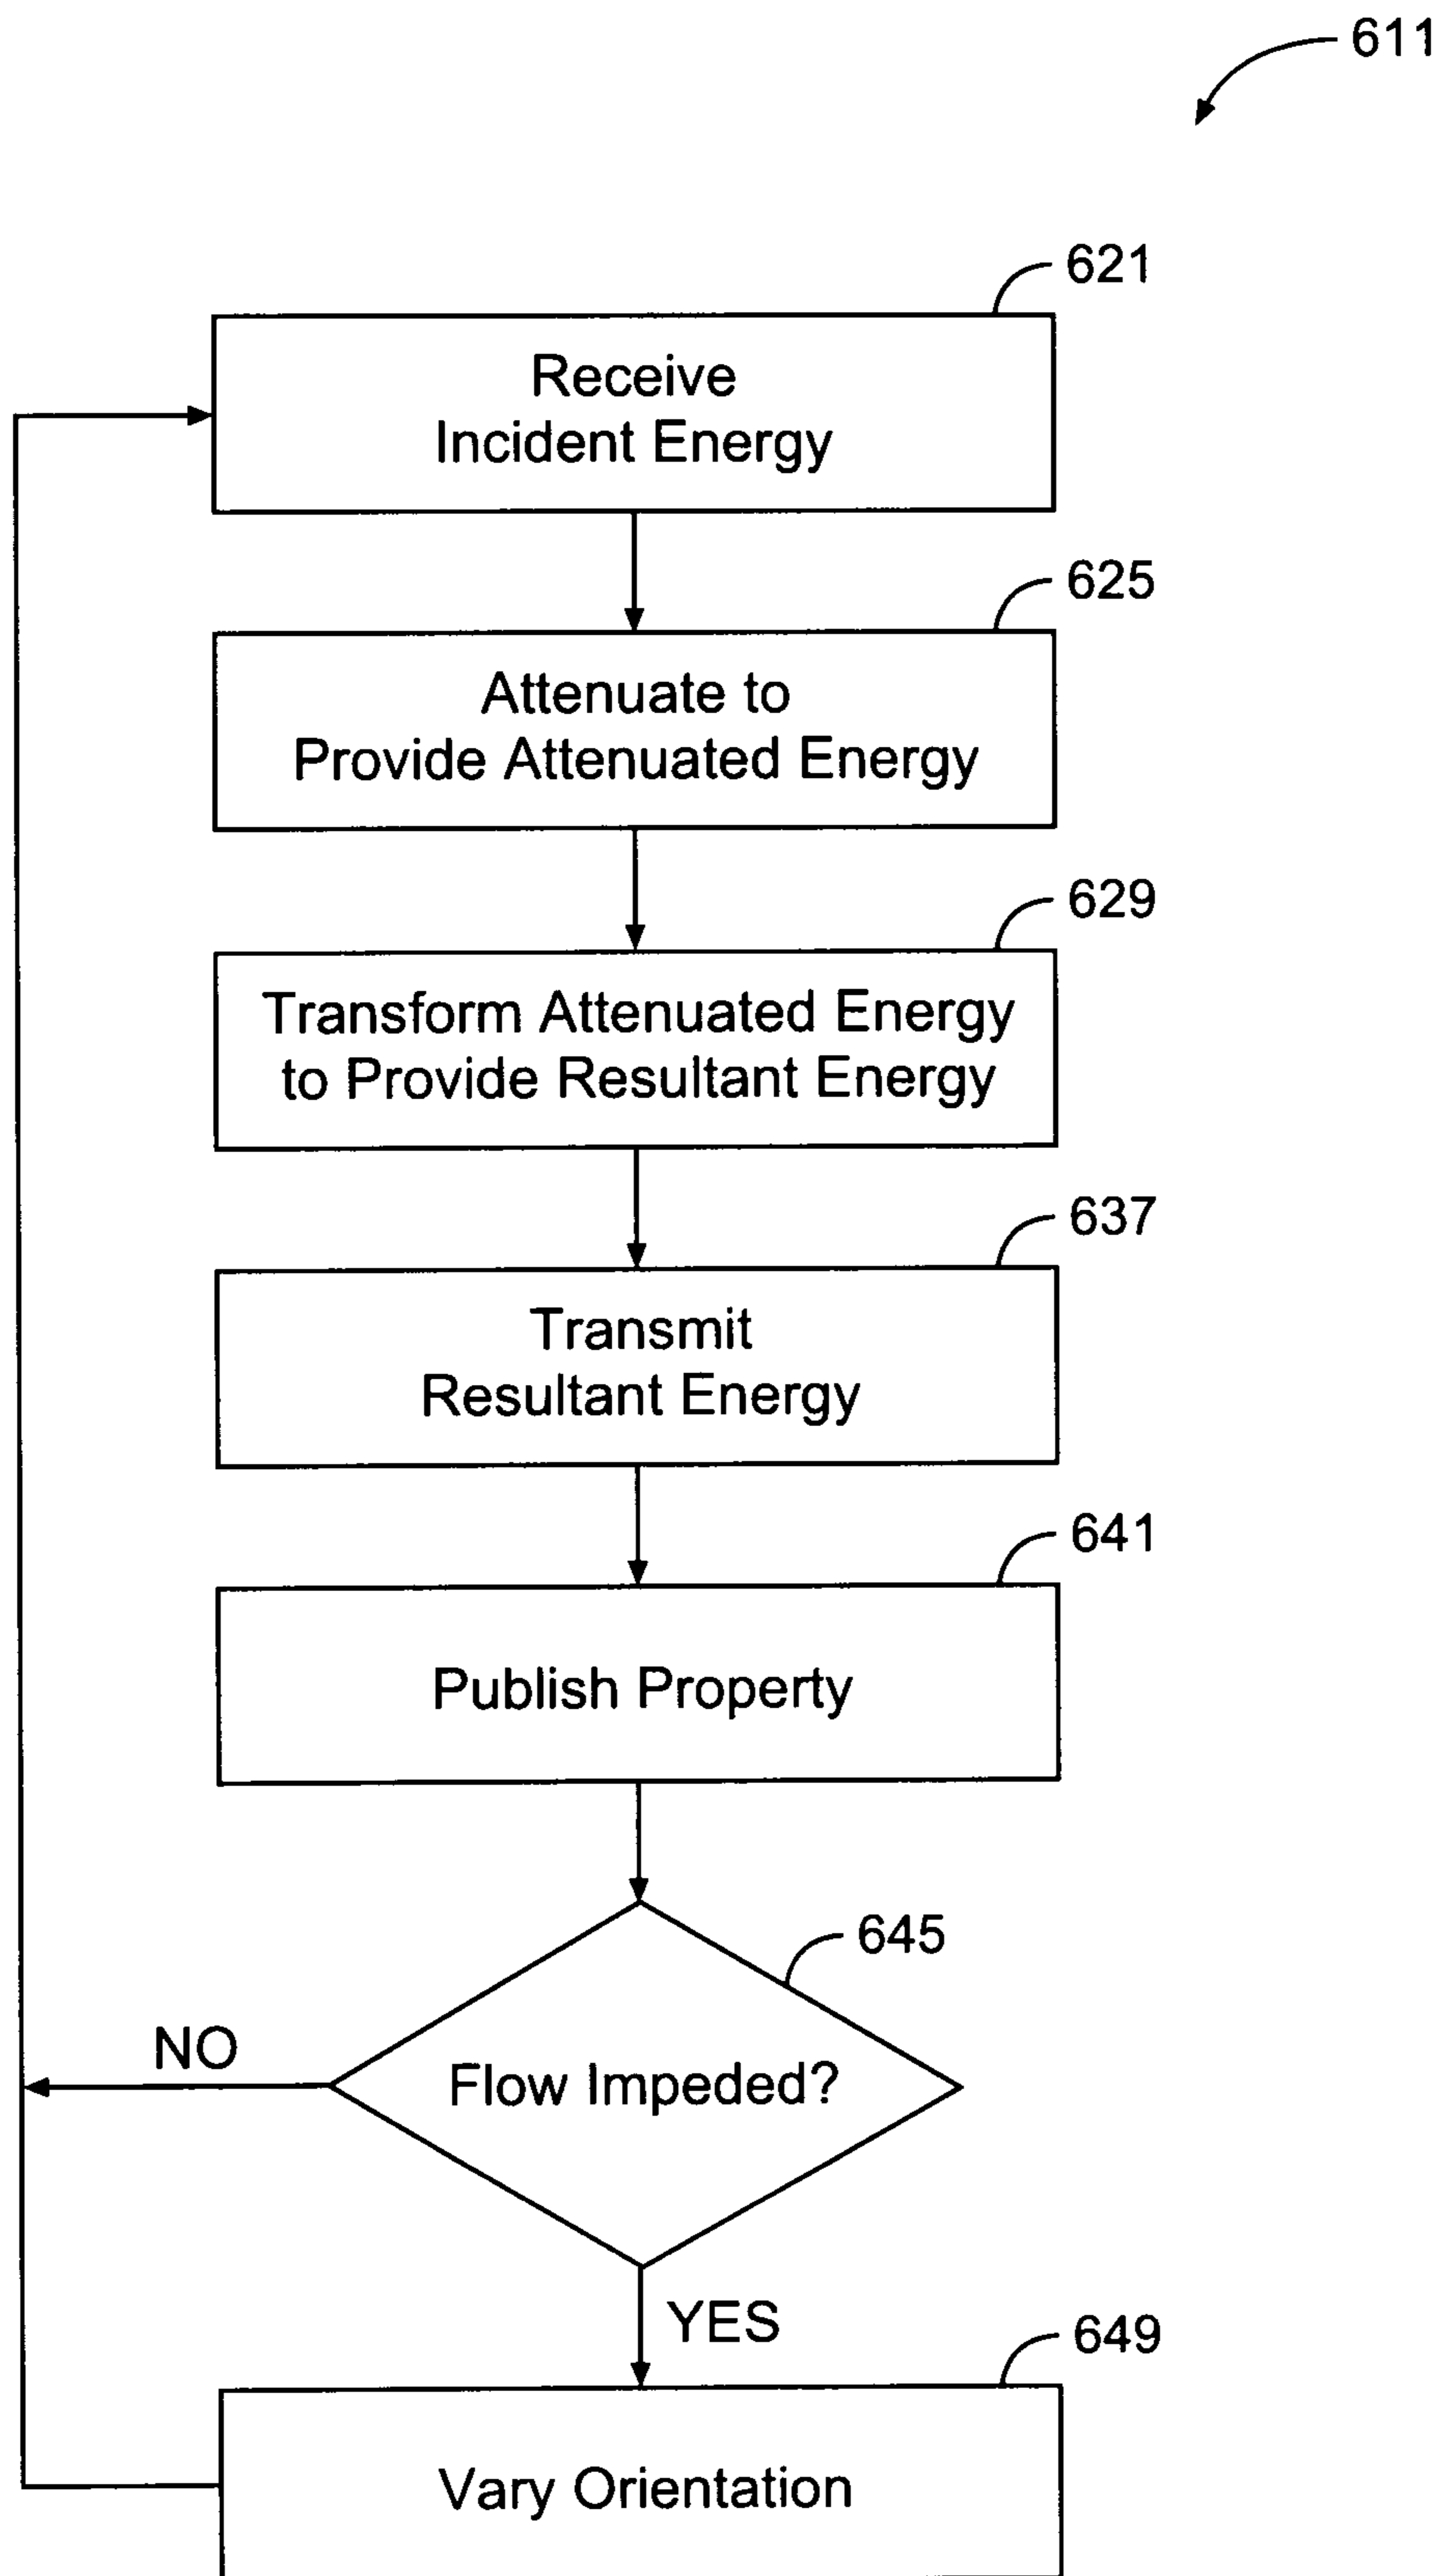 611
621
Receive
Incident Energy
625
Attenuate to
Provide Attenuated Energy
629
Transform Attenuated Energy
to Provide Resultant Energy
637
Transmit
Resultant Energy
641
Publish Property
645
NO
Flow Impeded?
YES
649
Vary Orientation